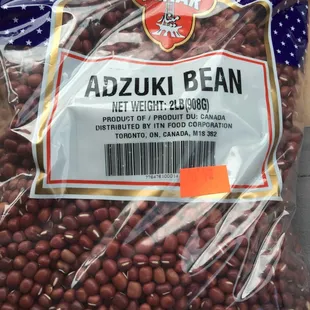 ADZUKI BEAN
NET WEIGHT: 2LB(908G)
PRODUCT OF / PRODUIT DU: CANADA
DISTRIBUTED BY ITN FOOD CORPORATION
TORONTO, ON, CANADA, M1S 3S2